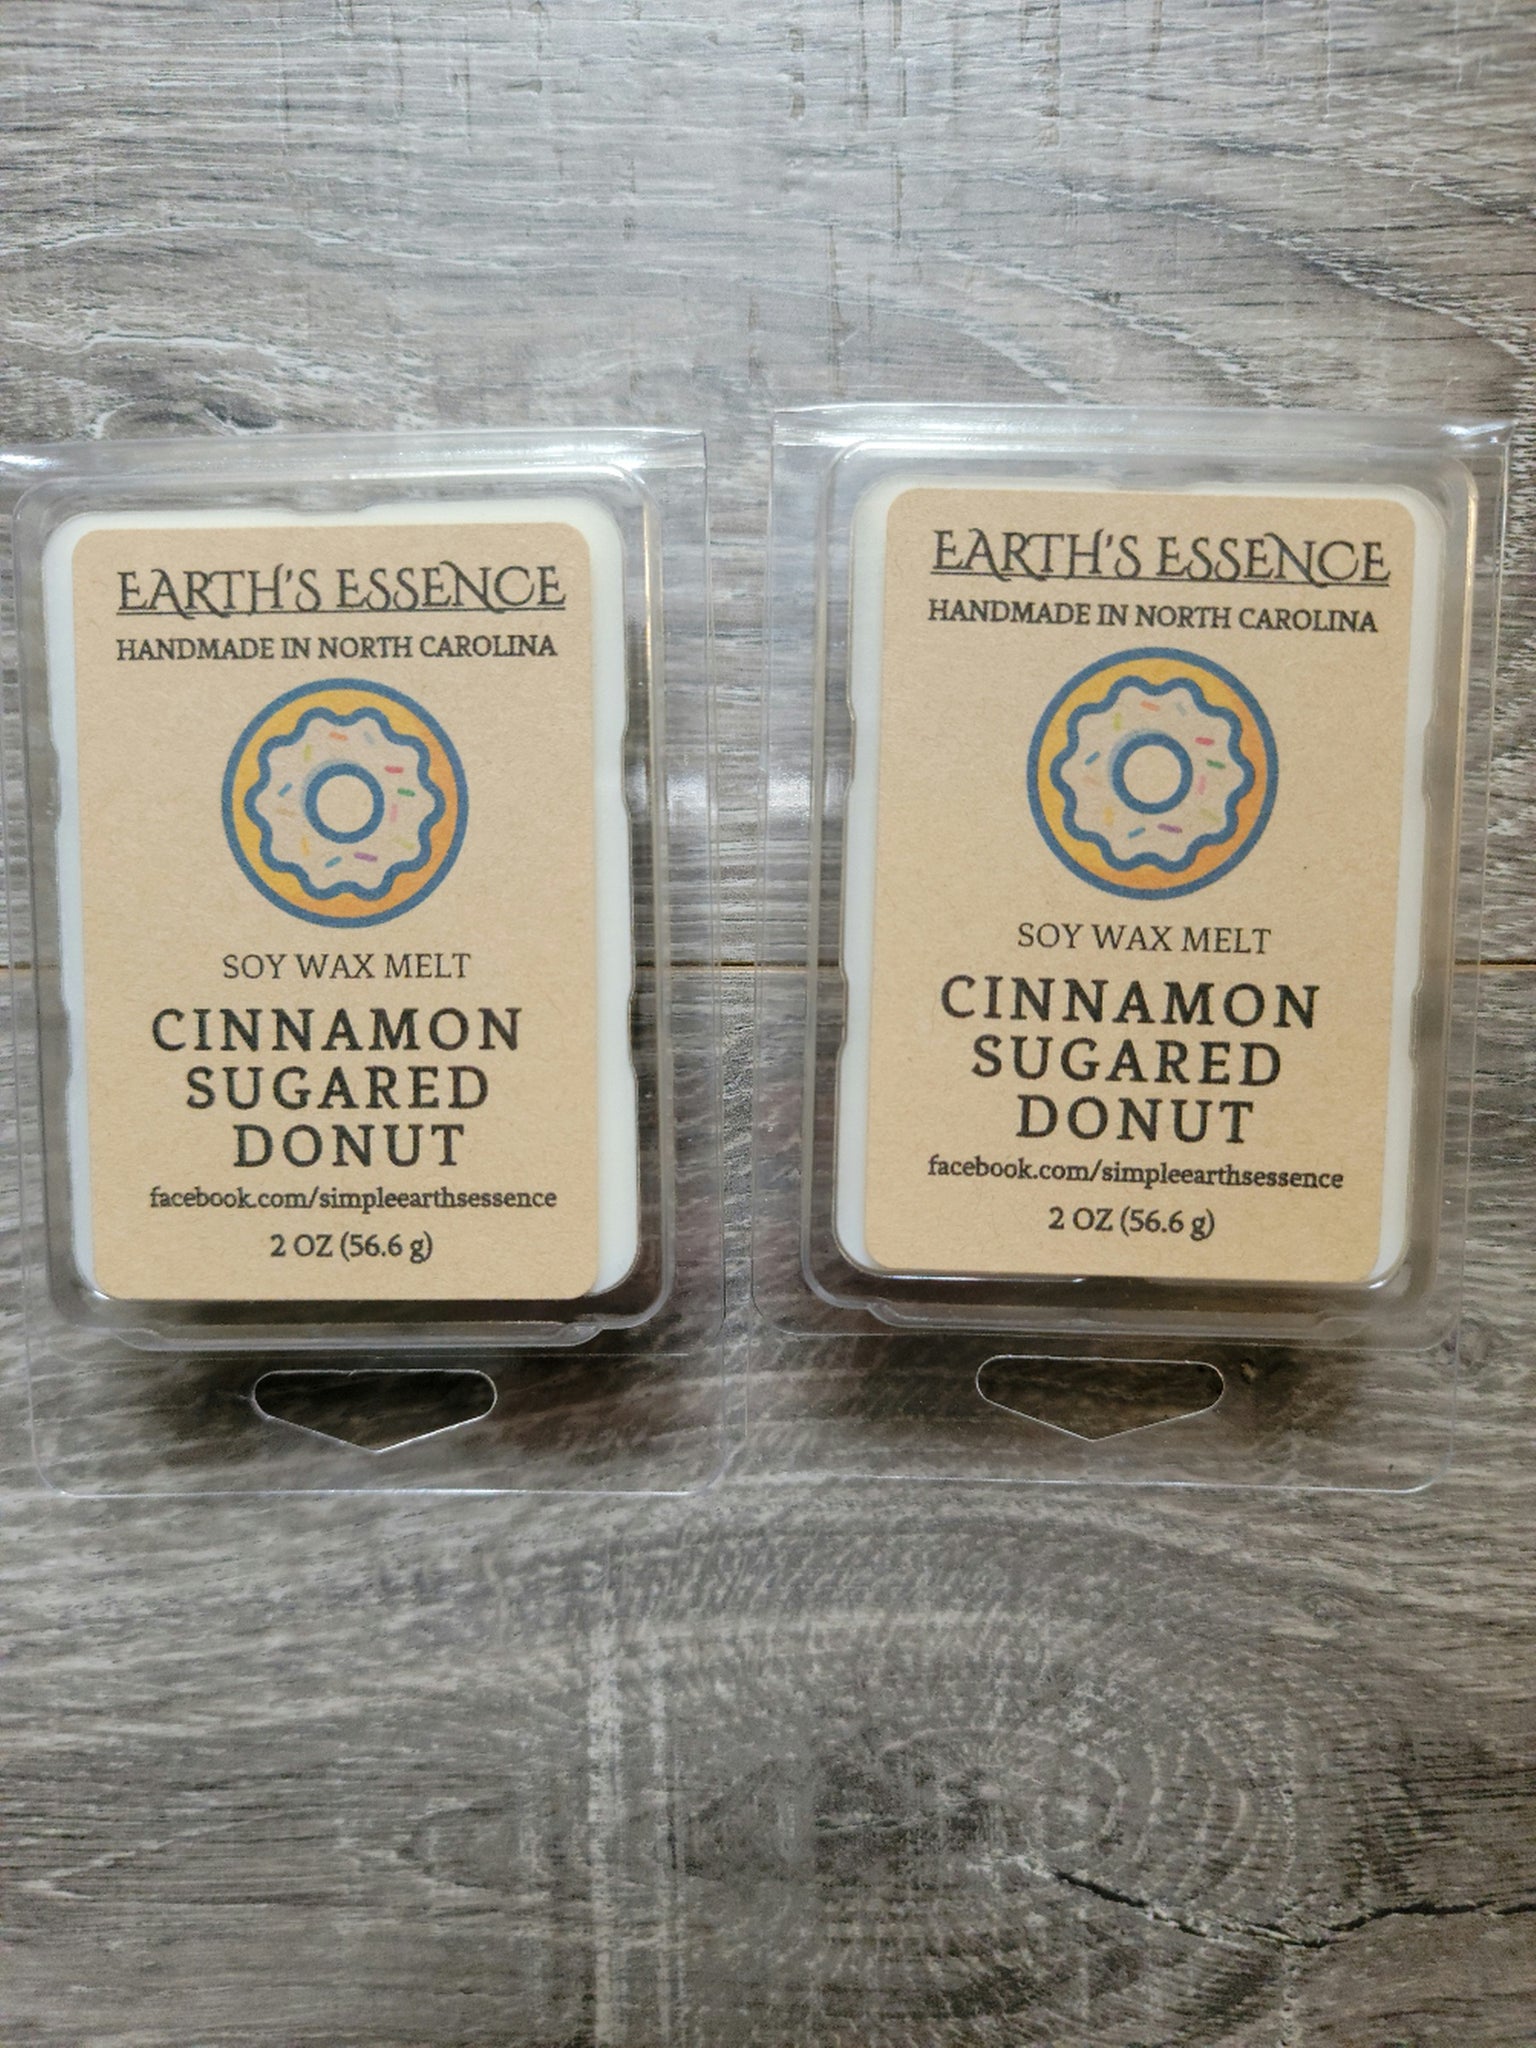 EARTH'S ESSENCE
HANDMADE IN NORTH CAROLINA
SOY WAX MELT
CINNAMON
SUGARED
DONUT
facebook.com/simpleearthsessence
2 OZ (56.6 g)
EARTH'S ESSENCE
HANDMADE IN NORTH CAROLINA
SOY WAX MELT
CINNAMON
SUGARED
DONUT
facebook.com/simpleearthsessence
2 OZ (56.6 g)